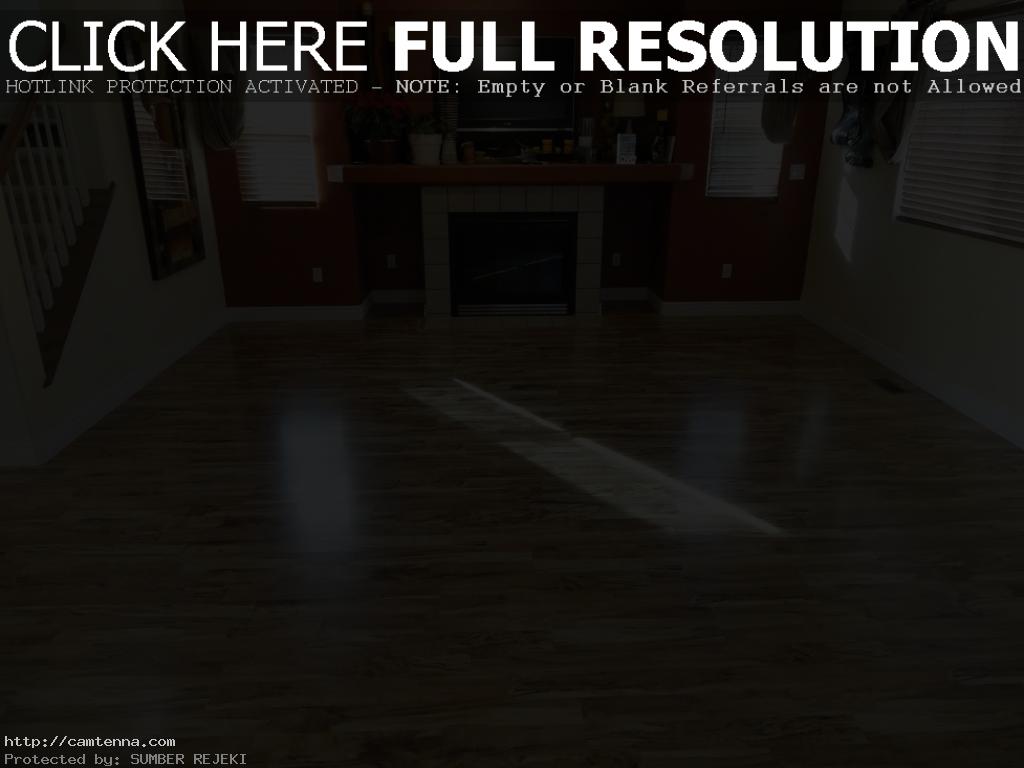 CLICK HERE FULL RESOLUTION
HOTLINK PROTECTION ACTIVATED - NOTE: Empty or Blank Referrals are not Allowed
http://camtenna.com
Protected by: SUMBER REJEKI